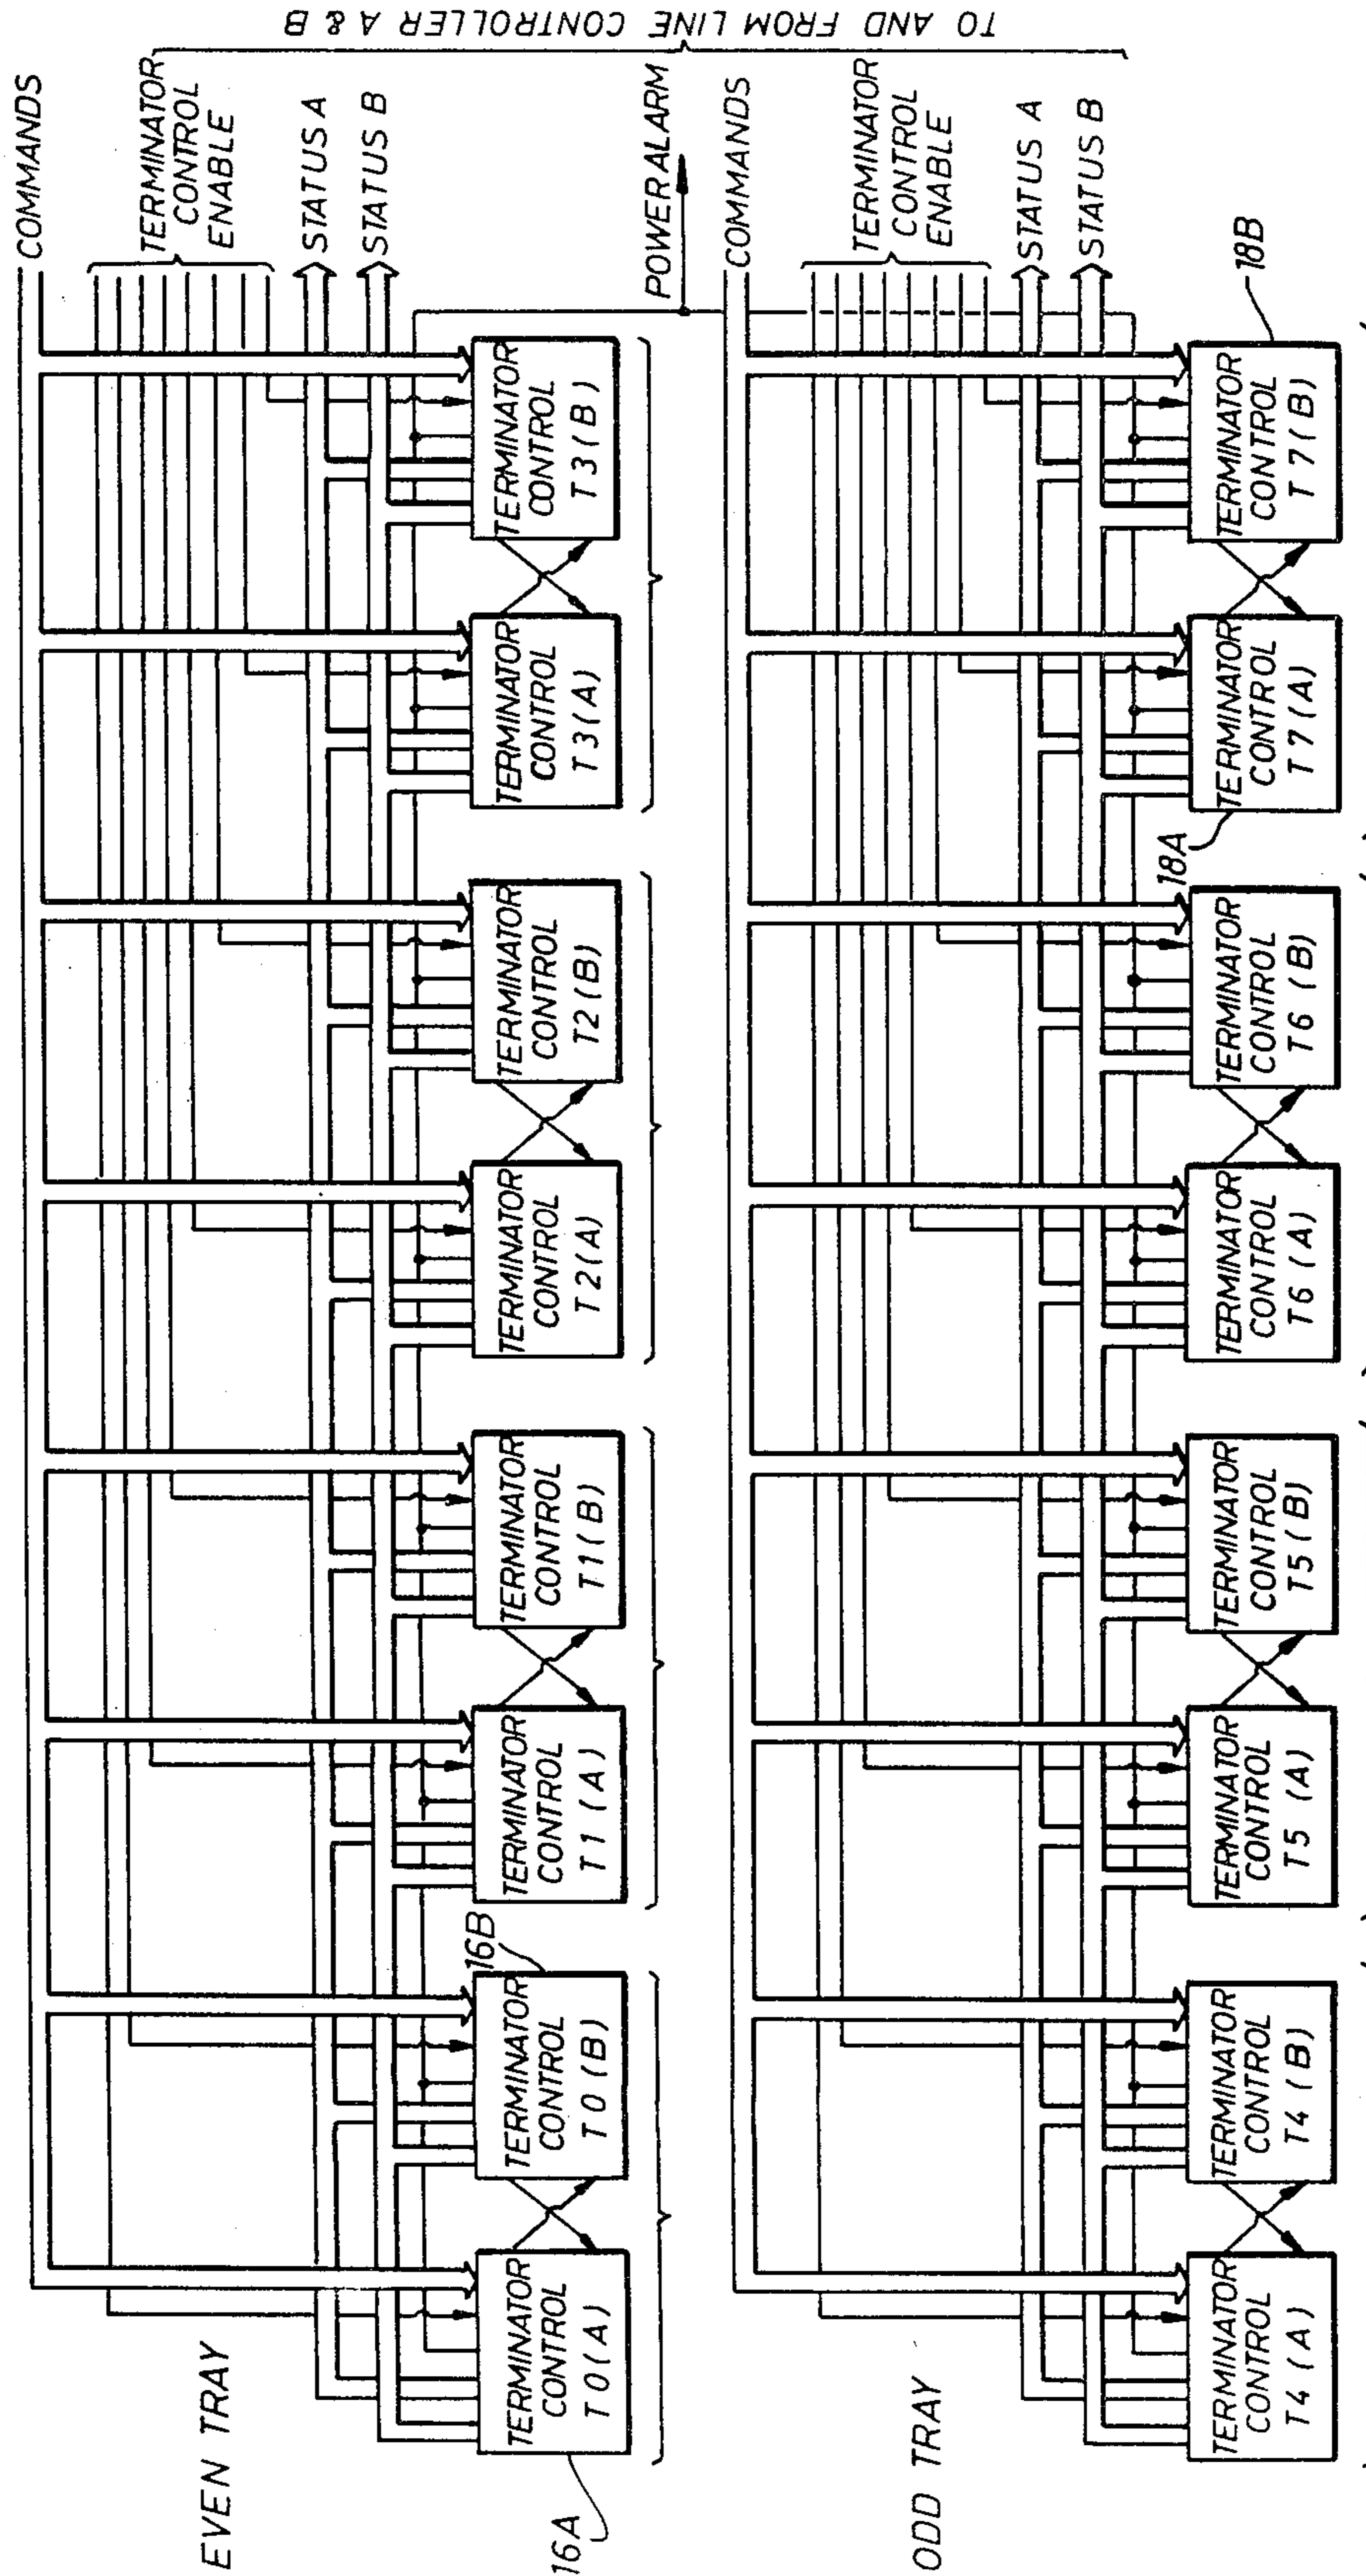 TO AND FROM LINE CONTROLLER A & B
EVEN TRAY
COMMANDS
TERMINATOR
CONTROL
ENABLE
STATUS A
STATUS B
16A
TERMINATOR
CONTROL
T0(A)
16B
TERMINATOR
CONTROL
T0(B)
TERMINATOR
CONTROL
T1(A)
TERMINATOR
CONTROL
T1(B)
TERMINATOR
CONTROL
T2(A)
TERMINATOR
CONTROL
T2(B)
TERMINATOR
CONTROL
T3(A)
TERMINATOR
CONTROL
T3(B)
POWER ALARM
ODD TRAY
COMMANDS
TERMINATOR
CONTROL
ENABLE
STATUS A
STATUS B
TERMINATOR
CONTROL
T4(A)
TERMINATOR
CONTROL
T4(B)
TERMINATOR
CONTROL
T5(A)
TERMINATOR
CONTROL
T5(B)
TERMINATOR
CONTROL
T6(A)
TERMINATOR
CONTROL
T6(B)
18A
TERMINATOR
CONTROL
T7(A)
18B
TERMINATOR
CONTROL
T7(B)